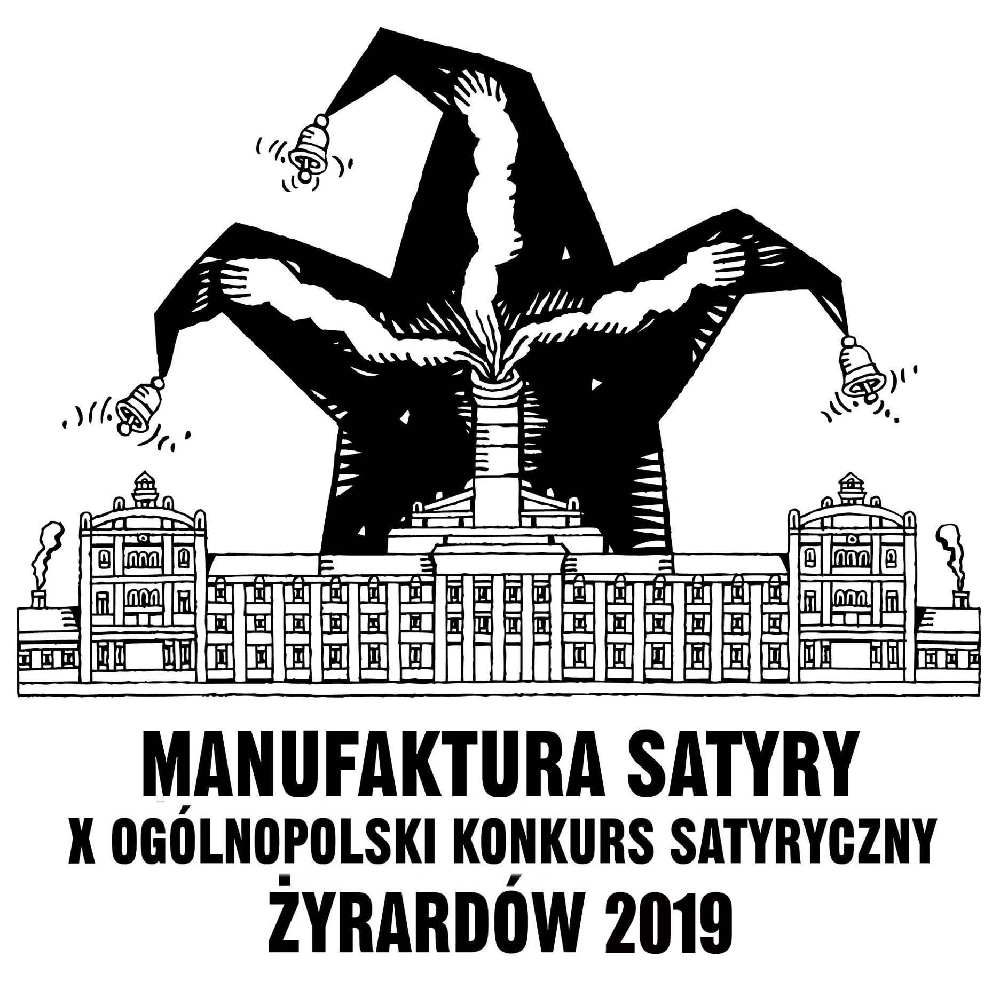 MANUFAKTURA SATYRY
X OGÓLNOPOLSKI KONKURS SATYRYCZNY
ŻYRARDÓW 2019